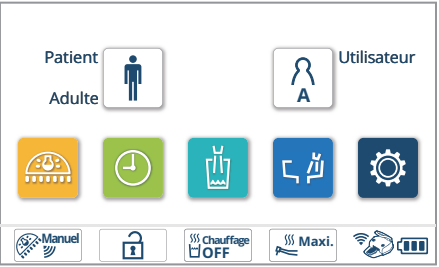 Patient
Utilisateur
Adulte
A
Manuel
Chauffage
OFF
Maxi.